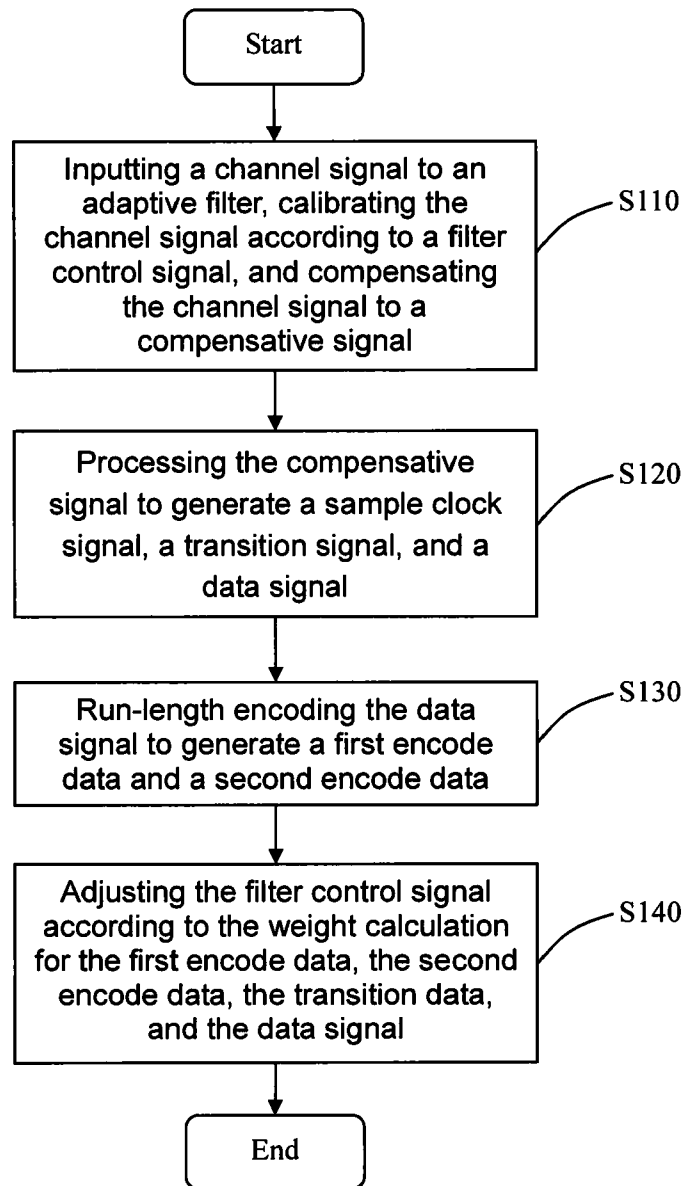 Start
Inputting a channel signal to an
adaptive filter, calibrating the
channel signal according to a filter
control signal, and compensating
the channel signal to a
compensative signal
S110
Processing the compensative
signal to generate a sample clock
signal, a transition signal, and a
data signal
S120
Run-length encoding the data
signal to generate a first encode
data and a second encode data
S130
Adjusting the filter control signal
according to the weight calculation
for the first encode data, the second
encode data, the transition data,
and the data signal
S140
End